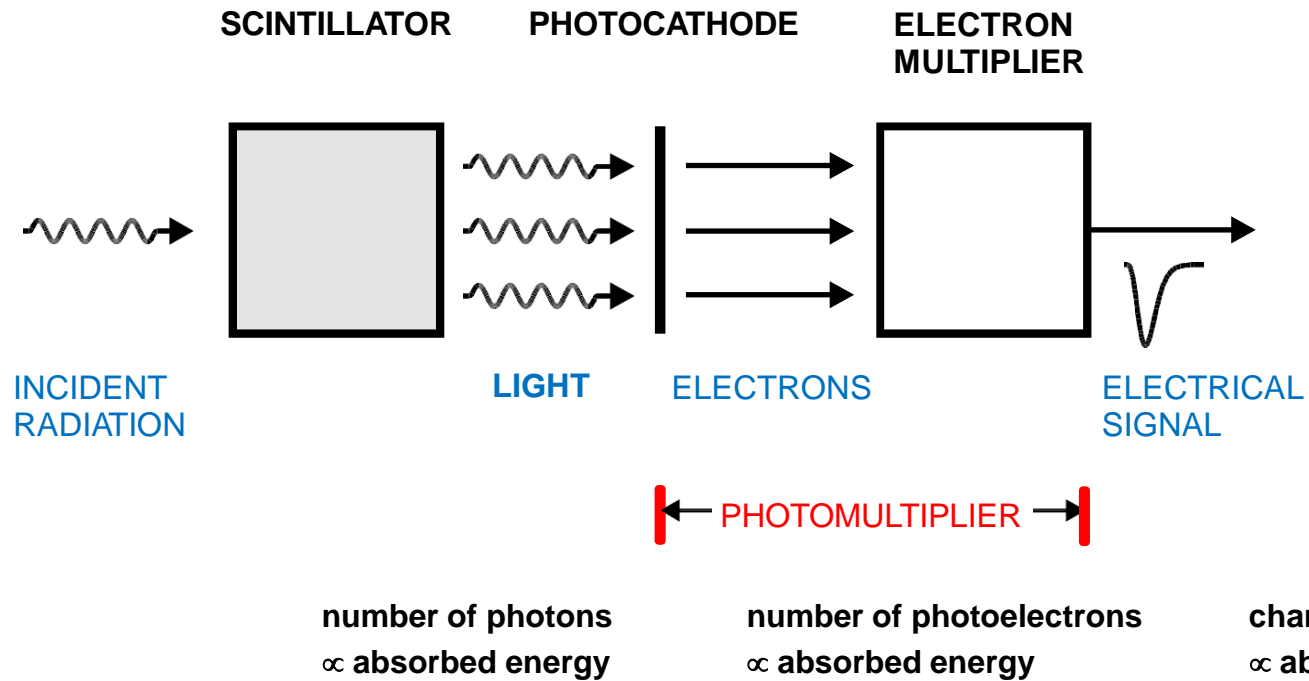 SCINTILLATOR
PHOTOCATHODE
ELECTRON
MULTIPLIER
INCIDENT
RADIATION
LIGHT
ELECTRONS
ELECTRICAL
SIGNAL
PHOTOMULTIPLIER
number of photons
∝ absorbed energy
number of photoelectrons
∝ absorbed energy